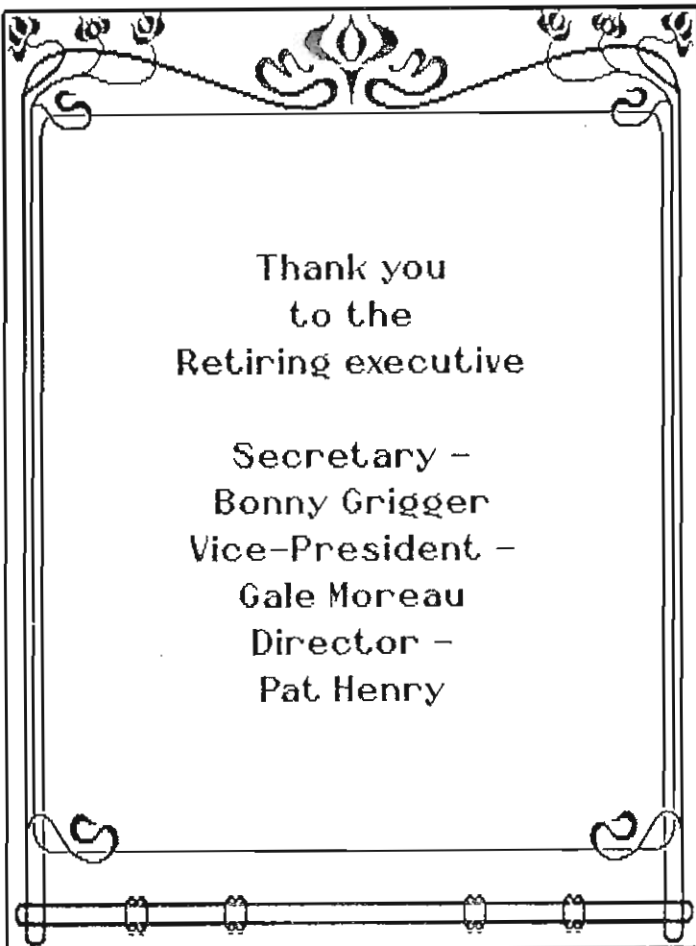 Thank you
to the
Retiring executive
Secretary -
Bonny Grigger
Vice-President -
Gale Moreau
Director -
Pat Henry